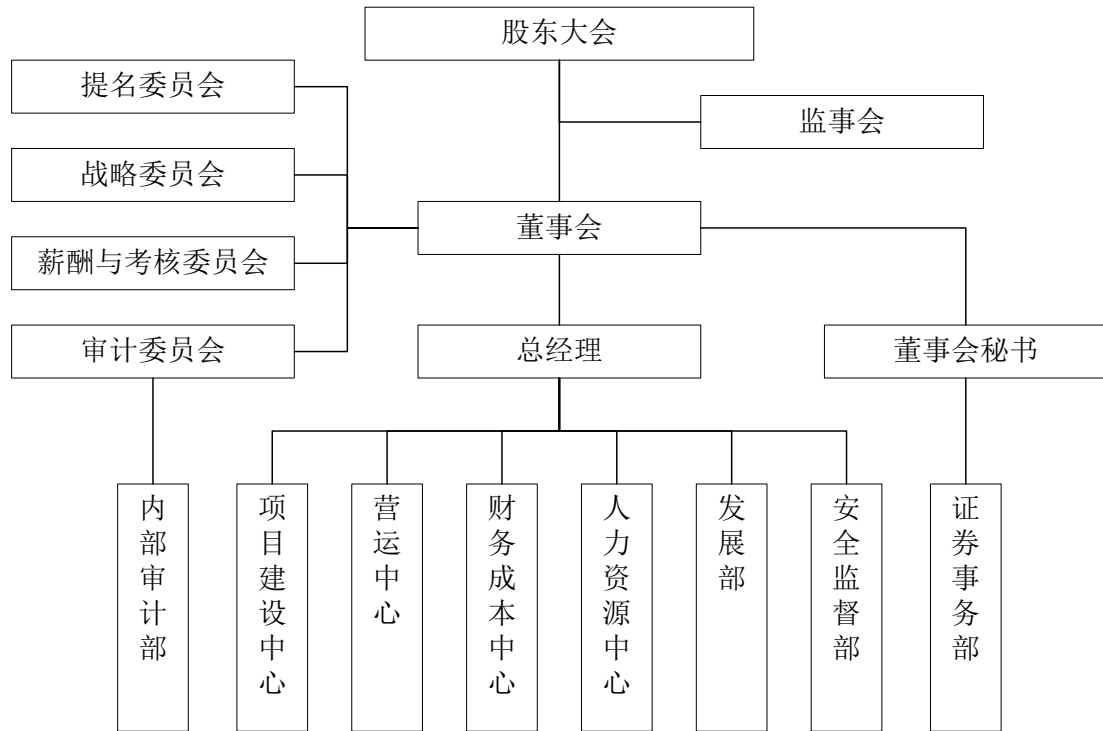 股东大会
提名委员会
监事会
战略委员会
董事会
薪酬与考核委员会
审计委员会
总经理
董事会秘书
内部审计部
项目建设中心
营运中心
财务成本中心
人力资源中心
发展部
安全监督部
证券事务部